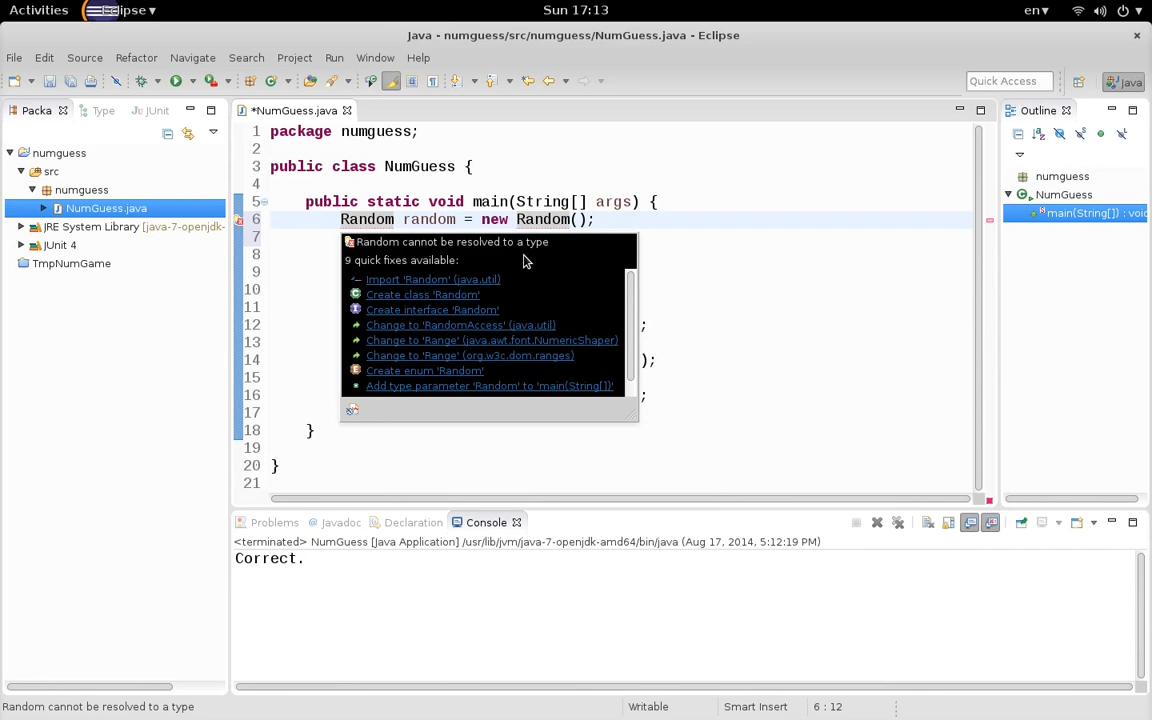 Activities Eclipse ▾ Sun 17:13 en▾
Java - numguess/src/numguess/NumGuess.java - Eclipse
File Edit Source Refactor Navigate Search Project Run Window Help
Quick Access Java
Packa Type JUnit
numguess
src
numguess
NumGuess.java
JRE System Library [java-7-openjdk-
JUnit 4
TmpNumGame
*NumGuess.java
1 package numguess;
2
3 public class NumGuess {
4
5 public static void main(String[] args) {
6 Random random = new Random();
7
8
9
10
11
12 ;
13
14 );
15
16 ;
17
18 }
19
20 }
21
Random cannot be resolved to a type
9 quick fixes available:
Import 'Random' (java.util)
Create class 'Random'
Create interface 'Random'
Change to 'RandomAccess' (java.util)
Change to 'Range' (java.awt.font.NumericShaper)
Change to 'Range' (org.w3c.dom.ranges)
Create enum 'Random'
Add type parameter 'Random' to 'main(String[])'
Outline
numguess
NumGuess
main(String[]) : void
Problems Javadoc Declaration Console
<terminated> NumGuess [Java Application] /usr/lib/jvm/java-7-openjdk-amd64/bin/java (Aug 17, 2014, 5:12:19 PM)
Correct.
Random cannot be resolved to a type Writable Smart Insert 6 : 12